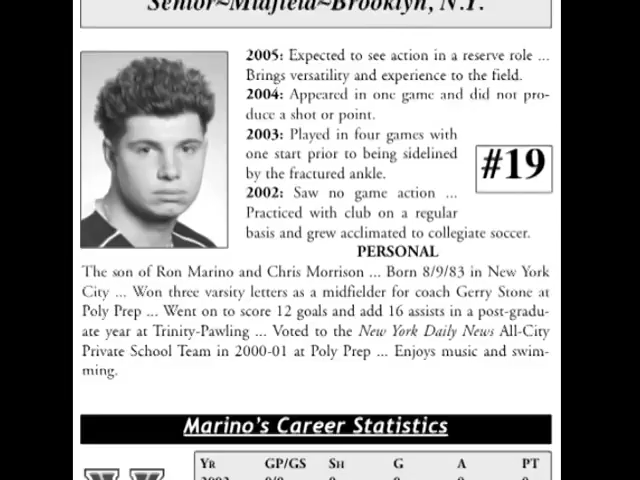 Senior~Midfield~Brooklyn, N.Y.
2005: Expected to see action in a reserve role ...
Brings versatility and experience to the field.
2004: Appeared in one game and did not pro-
duce a shot or point.
2003: Played in four games with
one start prior to being sidelined
by the fractured ankle.
#19
2002: Saw no game action ...
Practiced with club on a regular
basis and grew acclimated to collegiate soccer.
PERSONAL
The son of Ron Marino and Chris Morrison ... Born 8/9/83 in New York
City ... Won three varsity letters as a midfielder for coach Gerry Stone at
Poly Prep ... Went on to score 12 goals and add 16 assists in a post-gradu-
ate year at Trinity-Pawling ... Voted to the New York Daily News All-City
Private School Team in 2000-01 at Poly Prep ... Enjoys music and swim-
ming.
Marino's Career Statistics
YR GP/GS SH G A PT